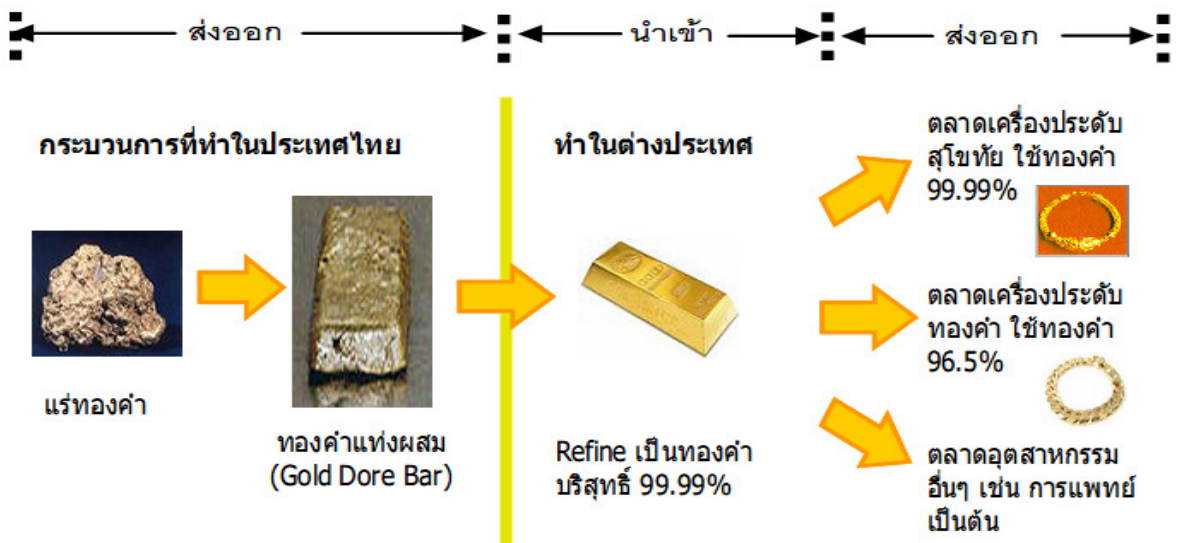 ส่งออก
นำเข้า
ส่งออก
กระบวนการที่ทำในประเทศไทย
ทำในต่างประเทศ
แร่ทองคำ
ทองคำแท่งผสม
(Gold Dore Bar)
Refine เป็นทองคำ
บริสุทธิ์ 99.99%
ตลาดเครื่องประดับ
สุโขทัย ใช้ทองคำ
99.99%
ตลาดเครื่องประดับ
ทองคำ ใช้ทองคำ
96.5%
ตลาดอุตสาหกรรม
อื่นๆ เช่น การแพทย์
เป็นต้น